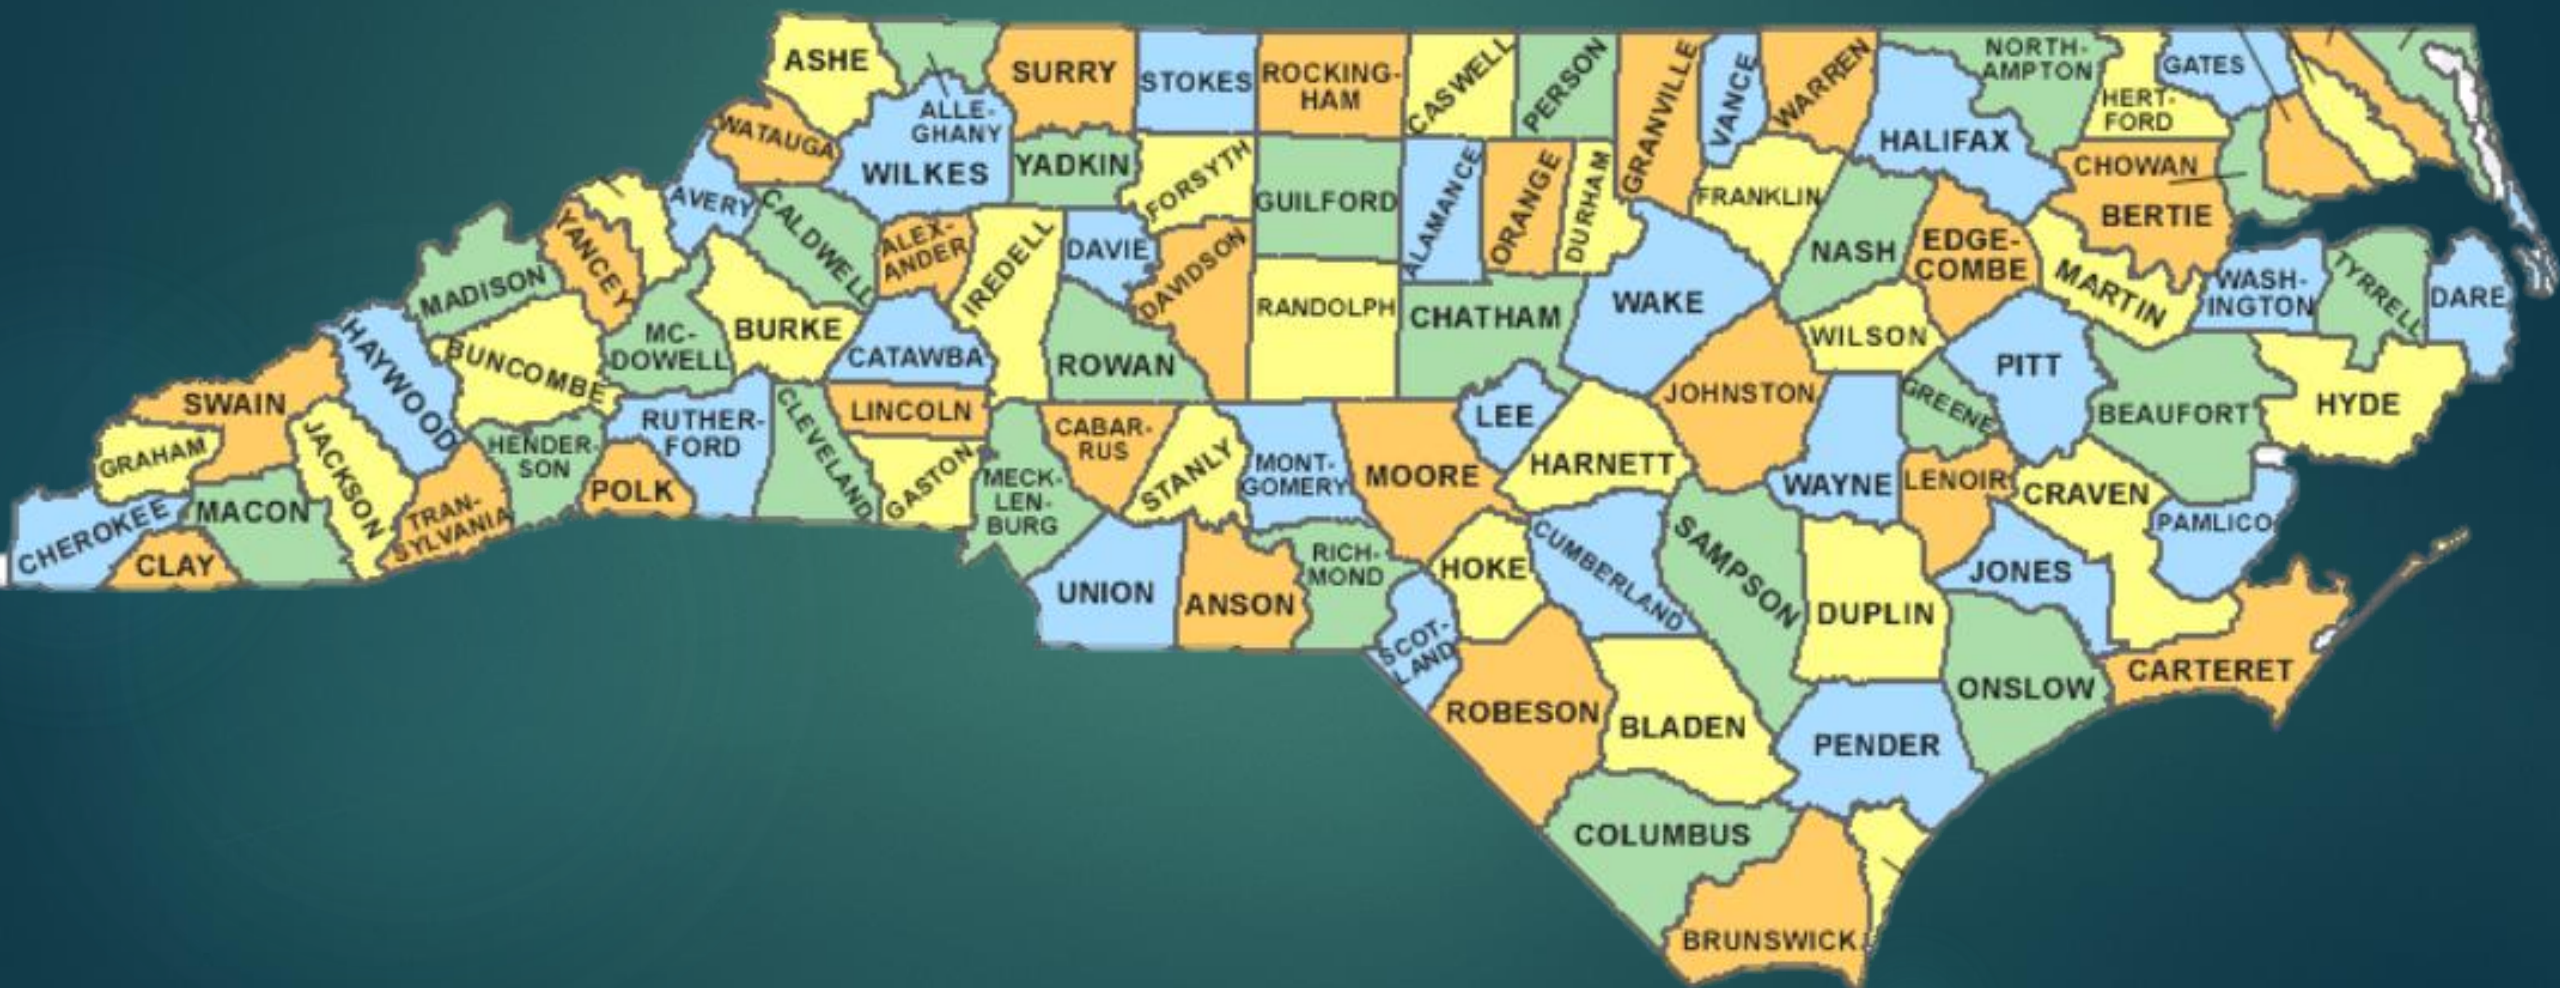 ASHE
SURRY
STOKES
ROCKING-
HAM
CASWELL
PERSON
GRANVILLE
VANCE
WARREN
NORTH-
AMPTON
GATES
HERT-
FORD
ALLE-
GHANY
WATAUGA
WILKES
YADKIN
FORSYTH
GUILFORD
ALAMANCE
ORANGE
DURHAM
FRANKLIN
HALIFAX
CHOWAN
BERTIE
AVERY
CALDWELL
ALEX-
ANDER
IREDELL
DAVIE
DAVIDSON
RANDOLPH
CHATHAM
WAKE
NASH
EDGE-
COMBE
MARTIN
WASH-
INGTON
TYRRELL
DARE
YANCEY
MADISON
HAYWOOD
BUNCOMBE
MC-
DOWELL
BURKE
CATAWBA
ROWAN
JOHNSTON
WILSON
PITT
GREENE
BEAUFORT
HYDE
SWAIN
GRAHAM
JACKSON
HENDER-
SON
RUTHER-
FORD
CLEVELAND
LINCOLN
GASTON
CABAR-
RUS
STANLY
MONT-
GOMERY
MOORE
LEE
HARNETT
WAYNE
LENOIR
CRAVEN
PAMLICO
CHEROKEE
CLAY
MACON
TRAN-
SYLVANIA
POLK
MECK-
LEN-
BURG
UNION
ANSON
RICH-
MOND
SCOT-
LAND
HOKE
CUMBERLAND
SAMPSON
DUPLIN
JONES
ONSLOW
CARTERET
ROBESON
BLADEN
PENDER
COLUMBUS
BRUNSWICK